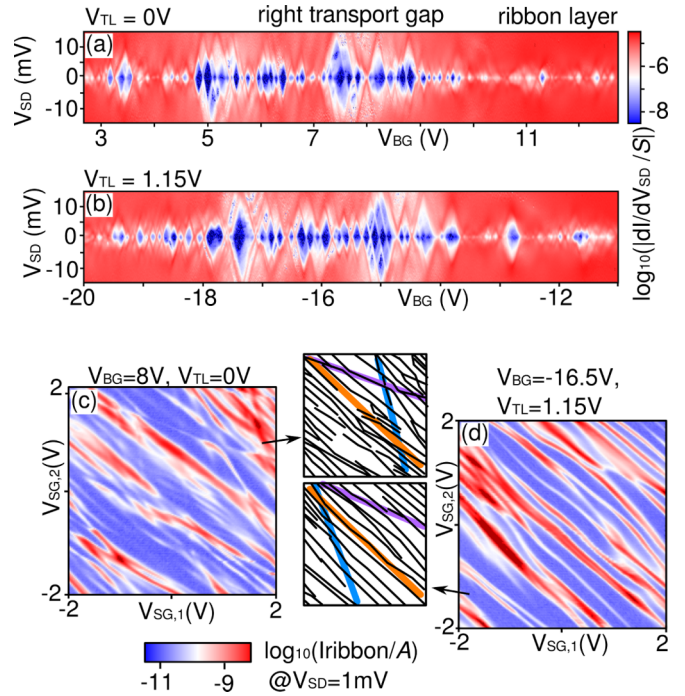 V_TL = 0V right transport gap ribbon layer
(a)
V_SD (mV)
10
0
-10
3 5 7 V_BG (V) 11
-6
-8
log₁₀(|dI/dV_SD /S|
V_TL = 1.15V
(b)
V_SD (mV)
10
0
-10
-20 -18 -16 V_BG (V) -12
V_BG=8V, V_TL=0V
(c)
V_SG,2(V)
2
-2
-2 V_SG,1(V) 2
V_BG=-16.5V,
V_TL=1.15V
(d)
V_SG,2(V)
2
-2
-2 V_SG,1(V) 2
-11 -9
log₁₀(Iribbon/A)
@V_SD=1mV